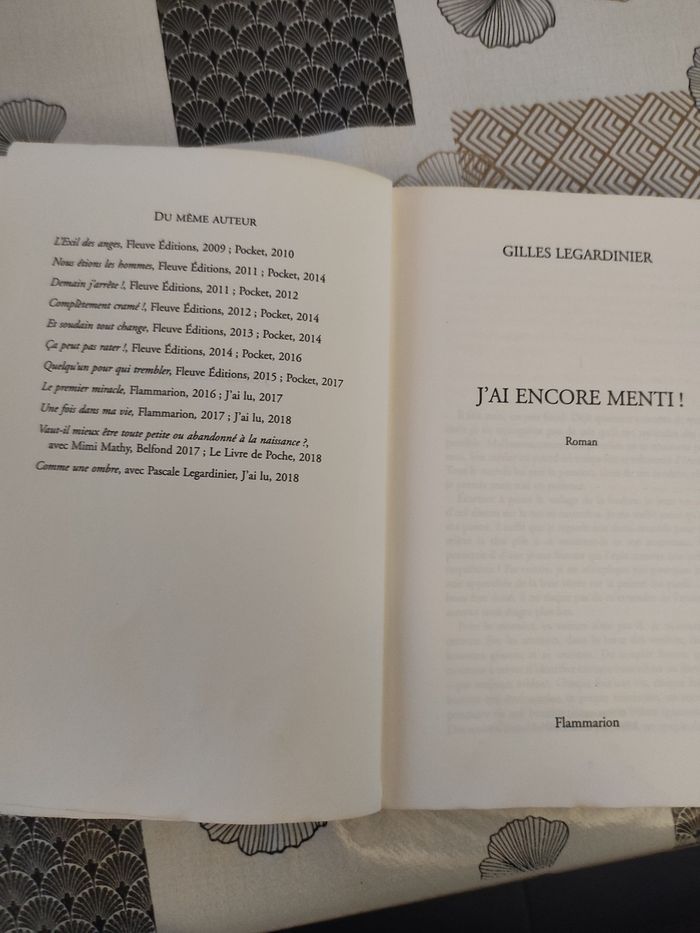 DU MÊME AUTEUR
L'Exil des anges, Fleuve Éditions, 2009 ; Pocket, 2010
Nous étions les hommes, Fleuve Éditions, 2011 ; Pocket, 2014
Demain j'arrête !, Fleuve Éditions, 2011 ; Pocket, 2012
Complètement cramé !, Fleuve Éditions, 2012 ; Pocket, 2014
Et soudain tout change, Fleuve Éditions, 2013 ; Pocket, 2014
Ça peut pas rater !, Fleuve Éditions, 2014 ; Pocket, 2016
Quelqu'un pour qui trembler, Fleuve Éditions, 2015 ; Pocket, 2017
Le premier miracle, Flammarion, 2016 ; J'ai lu, 2017
Une fois dans ma vie, Flammarion, 2017 ; J'ai lu, 2018
Vaut-il mieux être toute petite ou abandonné à la naissance ?,
avec Mimi Mathy, Belfond 2017 ; Le Livre de Poche, 2018
Comme une ombre, avec Pascale Legardinier, J'ai lu, 2018
GILLES LEGARDINIER
J'AI ENCORE MENTI !
Roman
Flammarion